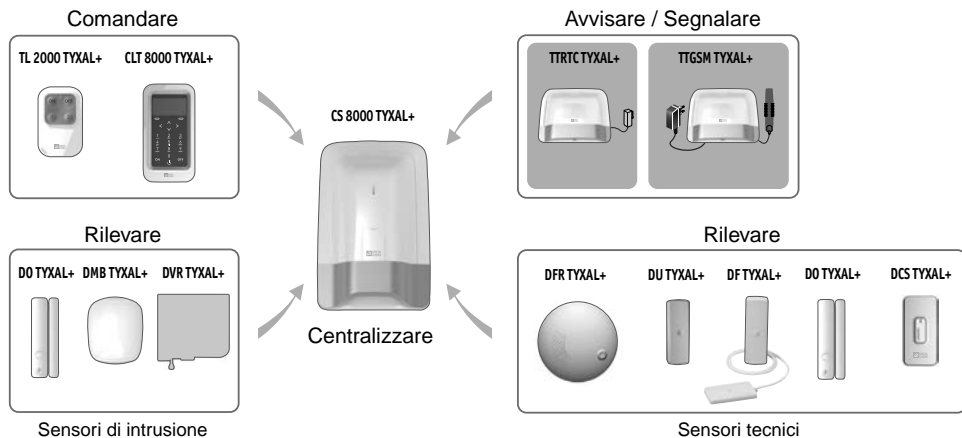 Comandare
TL 2000 TYXAL+ CLT 8000 TYXAL+
Avvisare / Segnalare
TTRTC TYXAL+ TTGSM TYXAL+
CS 8000 TYXAL+
Centralizzare
Rilevare
DO TYXAL+ DMB TYXAL+ DVR TYXAL+
Sensori di intrusione
Rilevare
DFR TYXAL+ DU TYXAL+ DF TYXAL+ DO TYXAL+ DCS TYXAL+
Sensori tecnici